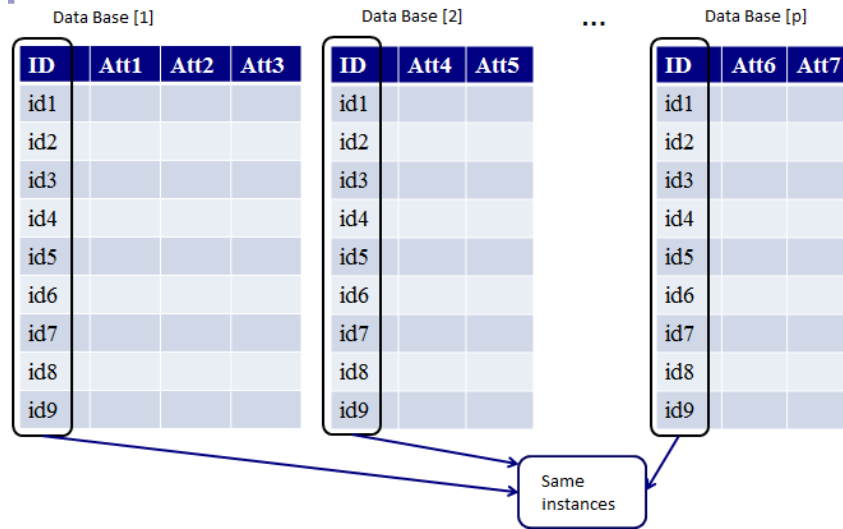 Data Base [1]
Data Base [2]
...
Data Base [p]
ID Att1 Att2 Att3
id1
id2
id3
id4
id5
id6
id7
id8
id9
ID Att4 Att5
id1
id2
id3
id4
id5
id6
id7
id8
id9
ID Att6 Att7
id1
id2
id3
id4
id5
id6
id7
id8
id9
Same
instances